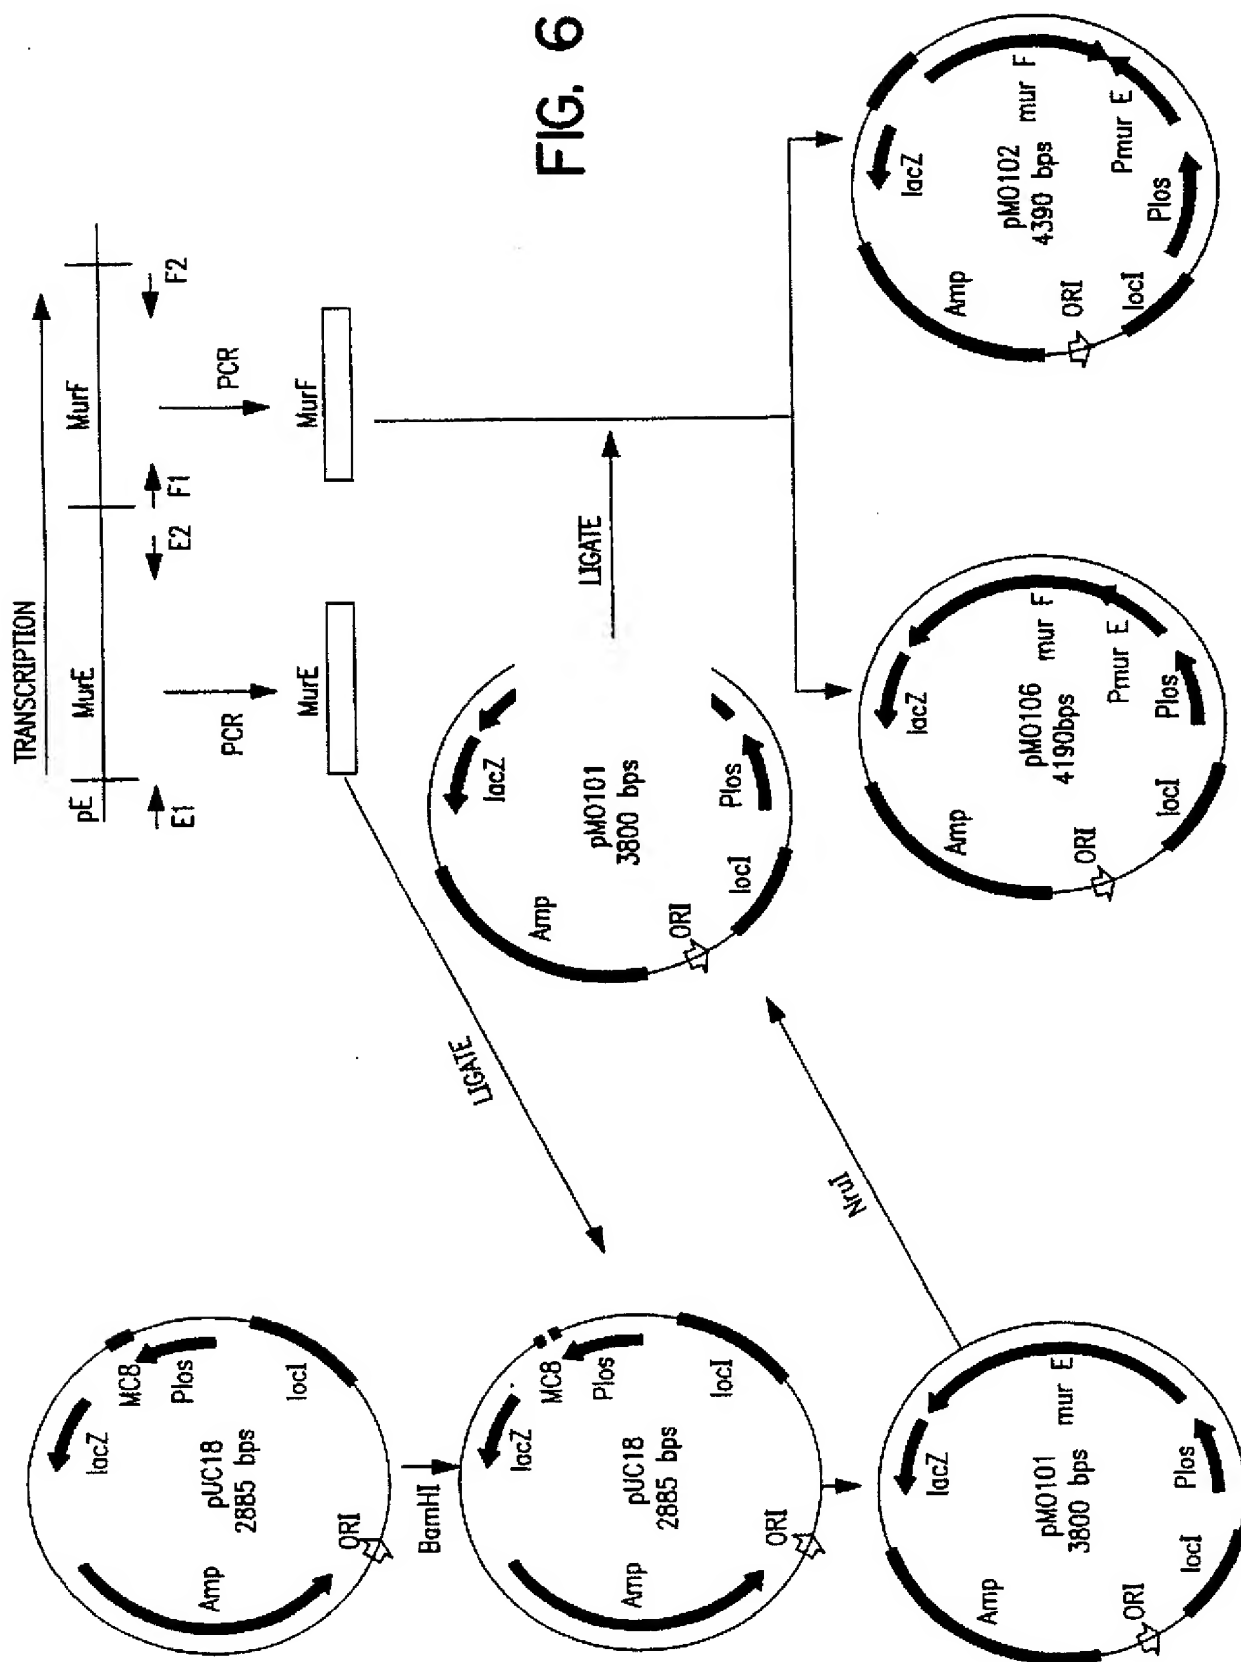 FIG. 6
TRANSCRIPTION
pE
MurE
MurF
E1
E2
F1
F2
PCR
PCR
MurE
MurF
LIGATE
LIGATE
lacZ
MC8
Plos
pUC18
2885 bps
locI
Amp
ORI
BamHI
lacZ
MC8
Plos
pUC18
2885 bps
locI
Amp
ORI
lacZ
mur E
pMO101
3800 bps
Plos
locI
Amp
ORI
NruI
lacZ
pMO101
3800 bps
Plos
locI
Amp
ORI
lacZ
mur F
Pmur E
pMO106
4190bps
Plos
locI
Amp
ORI
lacZ
mur F
Pmur E
pMO102
4390 bps
Plos
locI
Amp
ORI